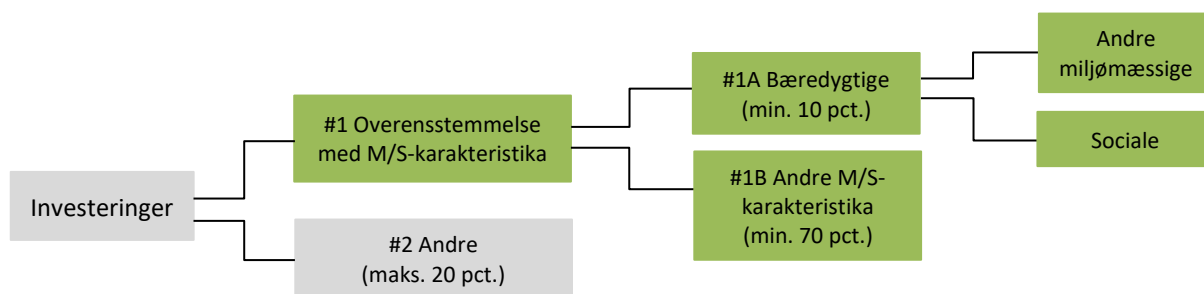 Investeringer
#1 Overensstemmelse
med M/S-karakteristika
#2 Andre
(maks. 20 pct.)
#1A Bæredygtige
(min. 10 pct.)
#1B Andre M/S-
karakteristika
(min. 70 pct.)
Andre
miljømæssige
Sociale